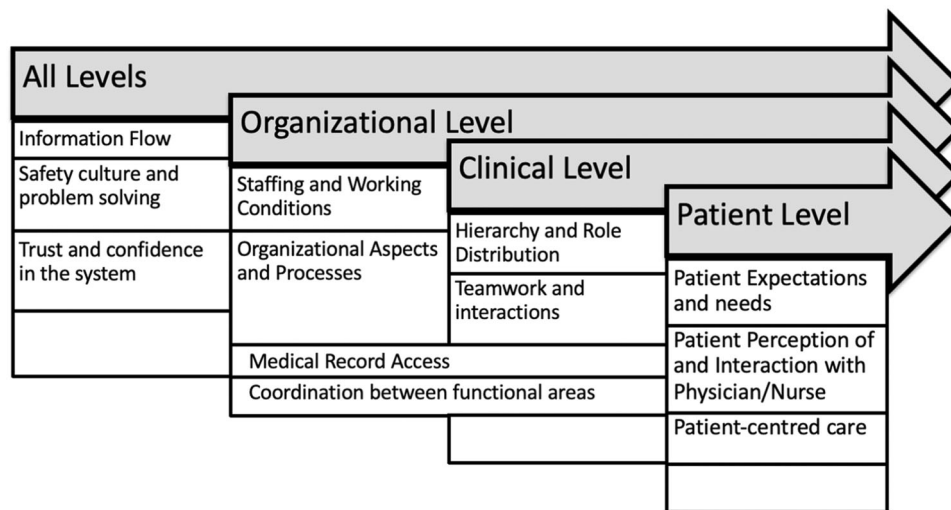 All Levels
Information Flow
Safety culture and
problem solving
Trust and confidence
in the system
Organizational Level
Staffing and Working
Conditions
Organizational Aspects
and Processes
Medical Record Access
Coordination between functional areas
Clinical Level
Hierarchy and Role
Distribution
Teamwork and
interactions
Patient Level
Patient Expectations
and needs
Patient Perception of
and Interaction with
Physician/Nurse
Patient-centred care